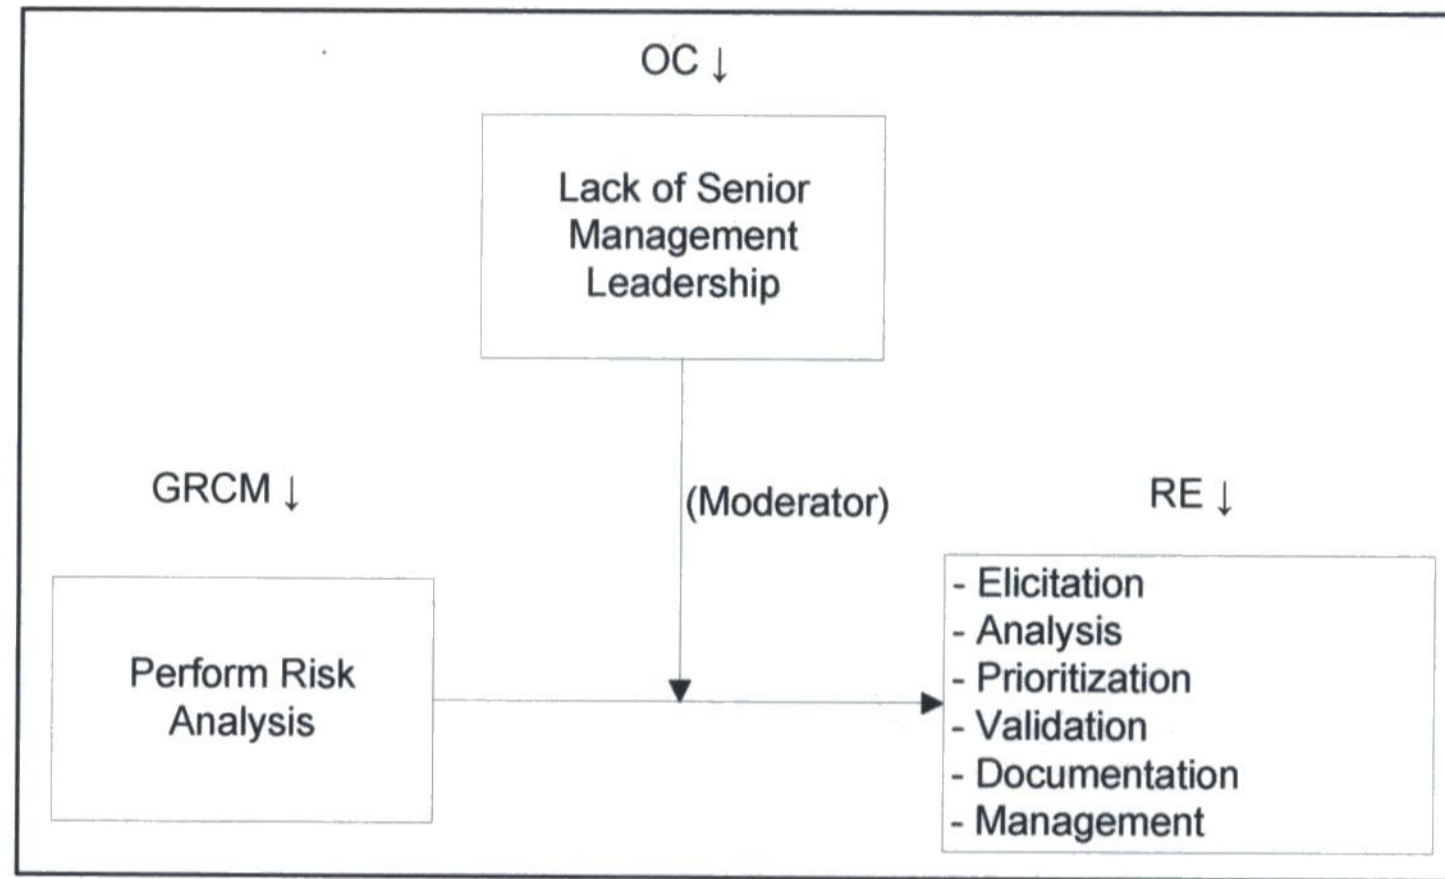 OC ↓
Lack of Senior
Management
Leadership
GRCM ↓
(Moderator)
RE ↓
Perform Risk
Analysis
- Elicitation
- Analysis
- Prioritization
- Validation
- Documentation
- Management